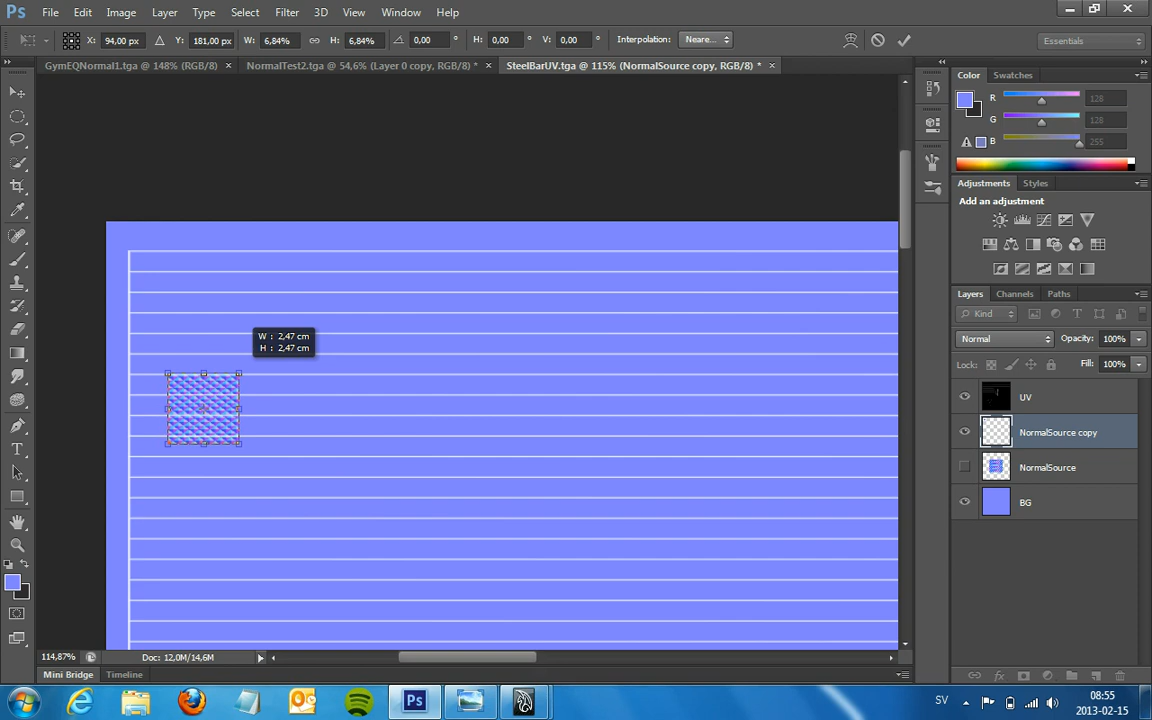 Ps File Edit Image Layer Type Select Filter 3D View Window Help
X: 94,00 px Y: 181,00 px W: 6,84% H: 6,84% 0,00 ° H: 0,00 ° V: 0,00 ° Interpolation: Neare... Essentials
GymEQNormal1.tga @ 148% (RGB/8) × NormalTest2.tga @ 54,6% (Layer 0 copy, RGB/8) * × SteelBarUV.tga @ 115% (NormalSource copy, RGB/8) * ×
Color Swatches
R 128
G 128
B 255
Adjustments Styles
Add an adjustment
Layers Channels Paths
Kind
Normal Opacity: 100%
Lock: Fill: 100%
UV
NormalSource copy
NormalSource
BG
W : 2,47 cm
H : 2,47 cm
T
114,87% Doc: 12,0M/14,6M
Mini Bridge Timeline
Ps SV 08:55
2013-02-15